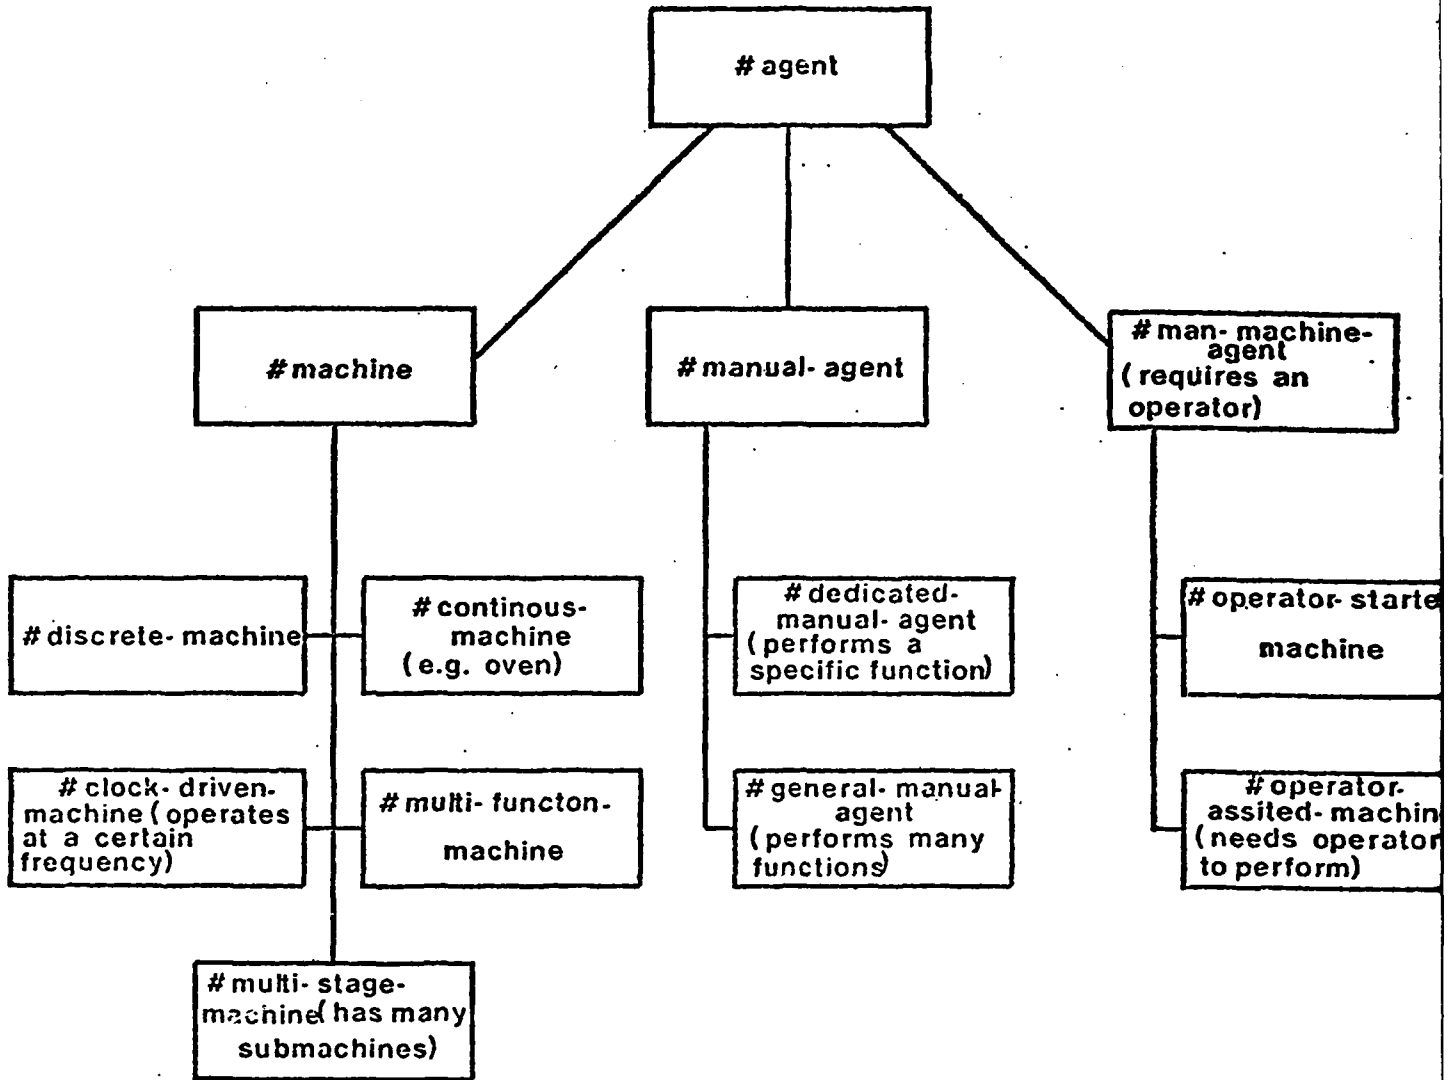 # agent
# machine
# manual-agent
# man-machine-
agent
(requires an
operator)
# discrete-machine
# continous-
machine
(e.g. oven)
# dedicated-
manual-agent
(performs a
specific function)
# operator-starte
machine
# clock-driven-
machine (operates
at a certain
frequency)
# multi-functon-
machine
# general-manual-
agent
(performs many
functions)
# operator-
assited-machin
(needs operator
to perform)
# multi-stage-
machine (has many
submachines)